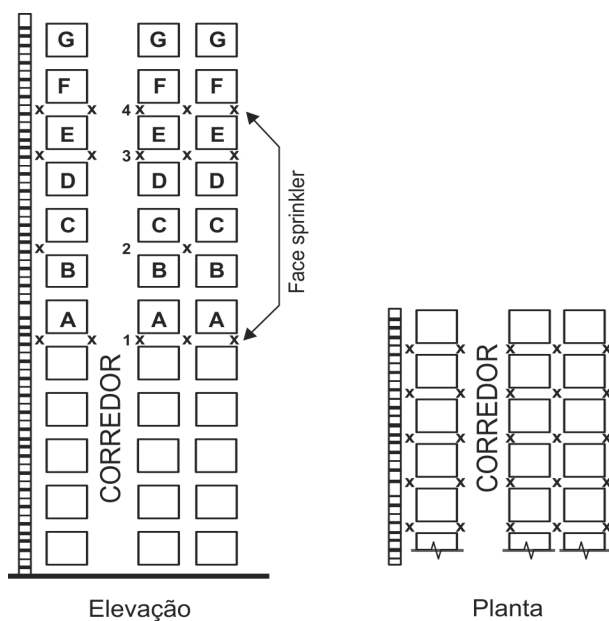 G G G
F F F
4
E E E
3
D D D
C C C
2
B B B
A A A
1
Face sprinkler
CORREDOR
CORREDOR
Elevação
Planta